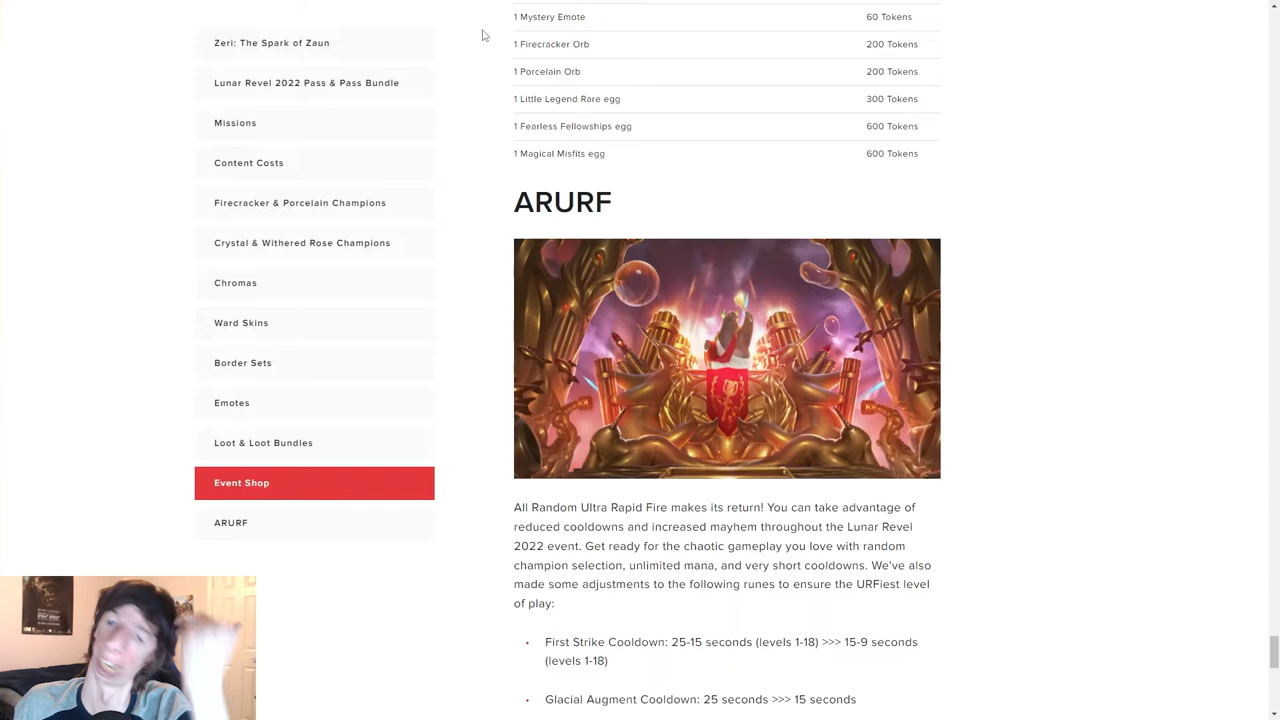 Zeri: The Spark of Zaun
Lunar Revel 2022 Pass & Pass Bundle
Missions
Content Costs
Firecracker & Porcelain Champions
Crystal & Withered Rose Champions
Chromas
Ward Skins
Border Sets
Emotes
Loot & Loot Bundles
Event Shop
ARURF
1 Mystery Emote 60 Tokens
1 Firecracker Orb 200 Tokens
1 Porcelain Orb 200 Tokens
1 Little Legend Rare egg 300 Tokens
1 Fearless Fellowships egg 600 Tokens
1 Magical Misfits egg 600 Tokens
ARURF
All Random Ultra Rapid Fire makes its return! You can take advantage of
reduced cooldowns and increased mayhem throughout the Lunar Revel
2022 event. Get ready for the chaotic gameplay you love with random
champion selection, unlimited mana, and very short cooldowns. We've also
made some adjustments to the following runes to ensure the URFiest level
of play:
• First Strike Cooldown: 25-15 seconds (levels 1-18) >>> 15-9 seconds
(levels 1-18)
• Glacial Augment Cooldown: 25 seconds >>> 15 seconds